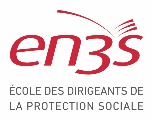 en3s
ÉCOLE DES DIRIGEANTS DE
LA PROTECTION SOCIALE